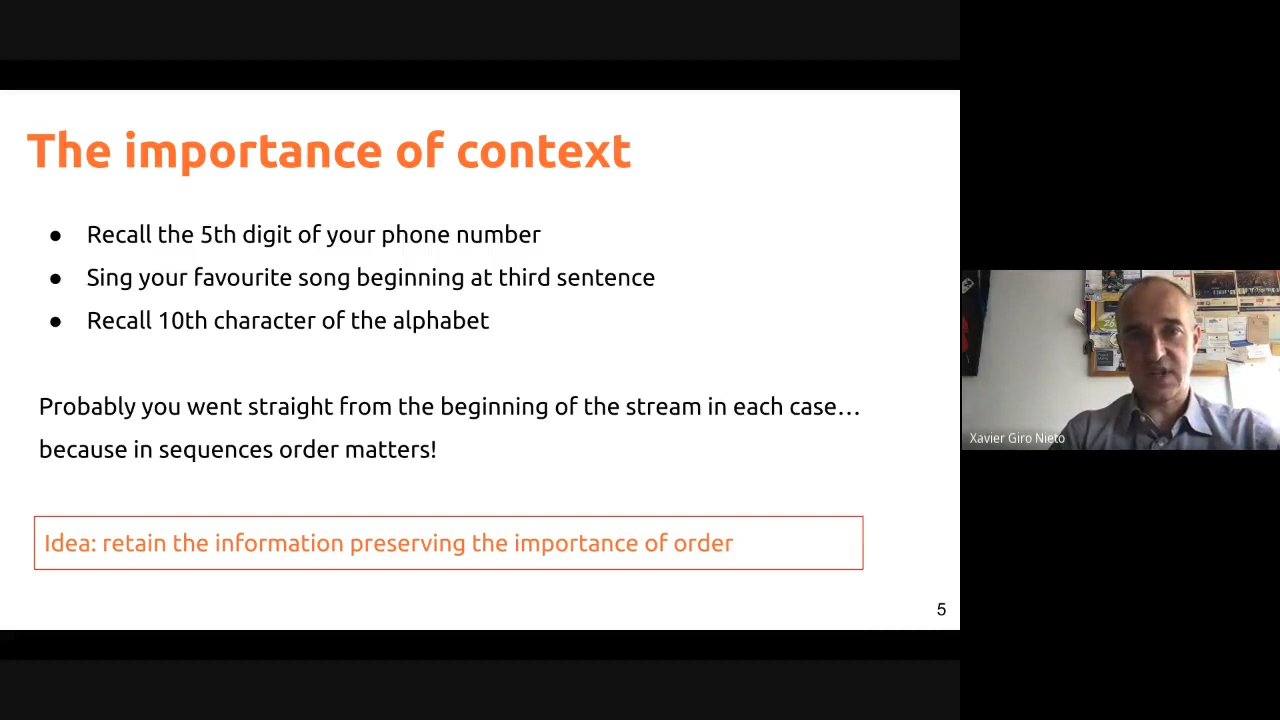 The importance of context
● Recall the 5th digit of your phone number
● Sing your favourite song beginning at third sentence
● Recall 10th character of the alphabet
Probably you went straight from the beginning of the stream in each case…
because in sequences order matters!
Idea: retain the information preserving the importance of order
5
Xavier Giro Nieto